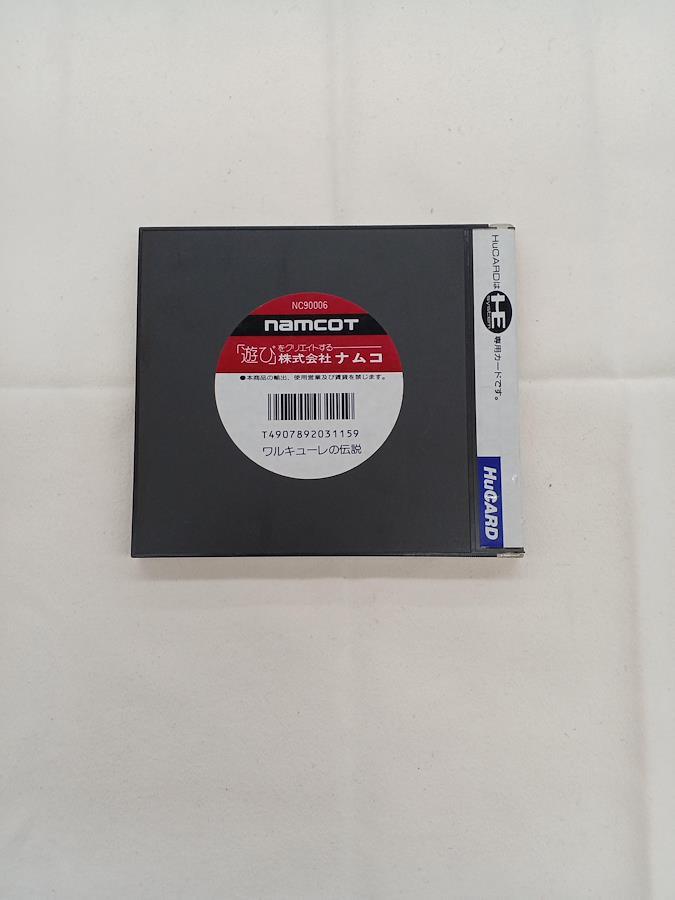 NC90006
namcot
「遊び」をクリエイトする
株式会社ナムコ
●本商品の輸出、使用営業及び賃貸を禁じます。
T4907892031159
ワルキューレの伝説
HuCARDは
HE
SYSTEM
専用カードです。
HuCARD